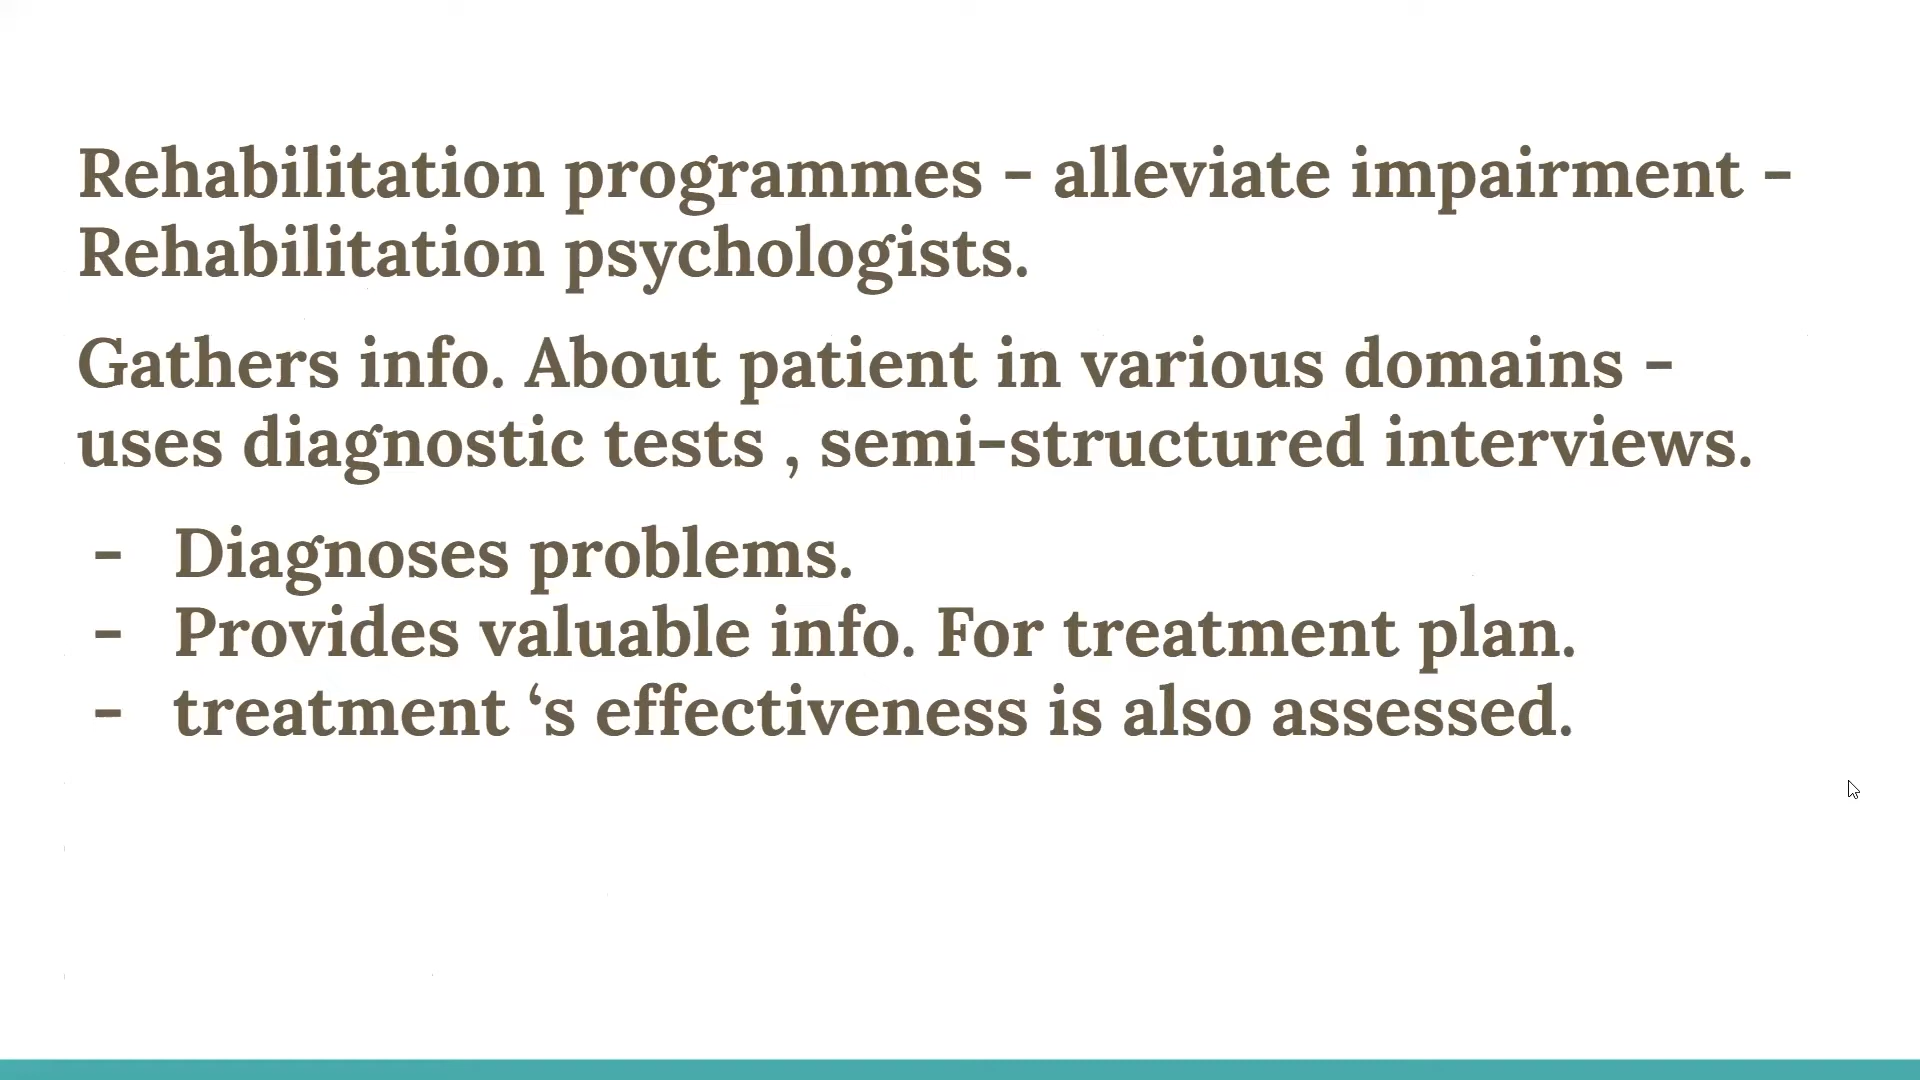 Rehabilitation programmes - alleviate impairment -
Rehabilitation psychologists.
Gathers info. About patient in various domains -
uses diagnostic tests , semi-structured interviews.
- Diagnoses problems.
- Provides valuable info. For treatment plan.
- treatment ‘s effectiveness is also assessed.